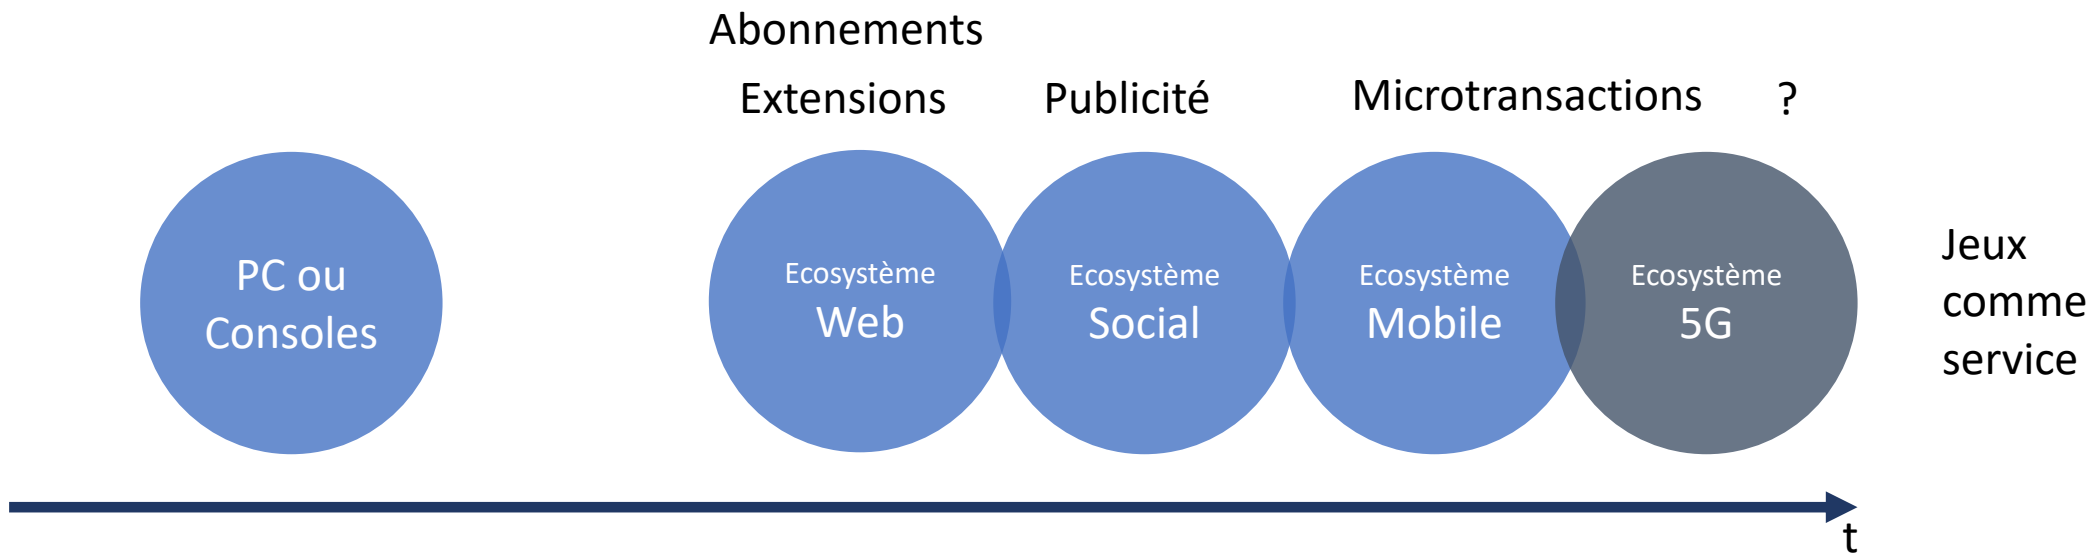 Abonnements
Extensions
Publicité
Microtransactions
?
PC ou
Consoles
Ecosystème
Web
Ecosystème
Social
Ecosystème
Mobile
Ecosystème
5G
Jeux
comme
service
t